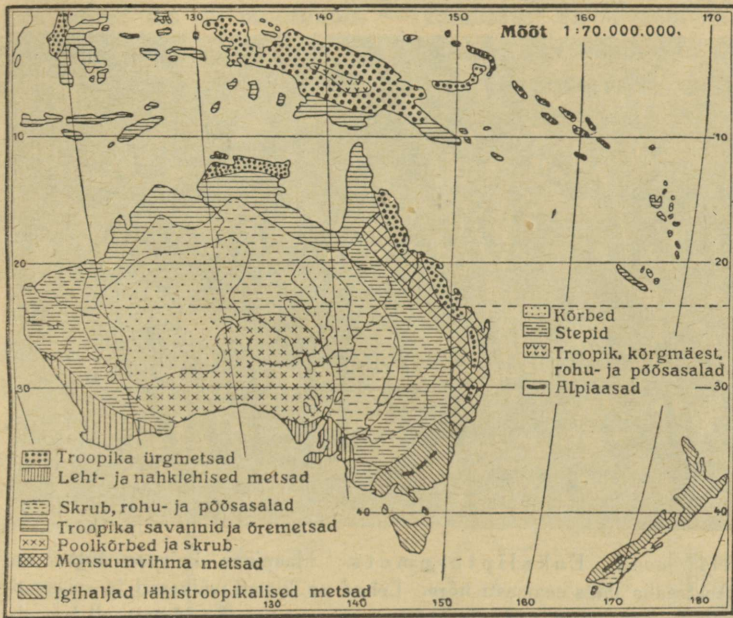 130 140 150 160 170
Mõõt 1:70.000.000.
10 10
20 20
Kõrbed
Stepid
Troopik. kõrgmäest.
rohu- ja põõsasalad
Alpiaasad
30 30
Troopika ürgmetsad
Leht- ja nahklehised metsad
Skrub, rohu- ja põõsasalad
Troopika savannid ja õremetsad
Poolkõrbed ja skrub
Monsuunvihma metsad
Igihaljad lähistroopikalised metsad
40 40
130 140 150 160 170 180